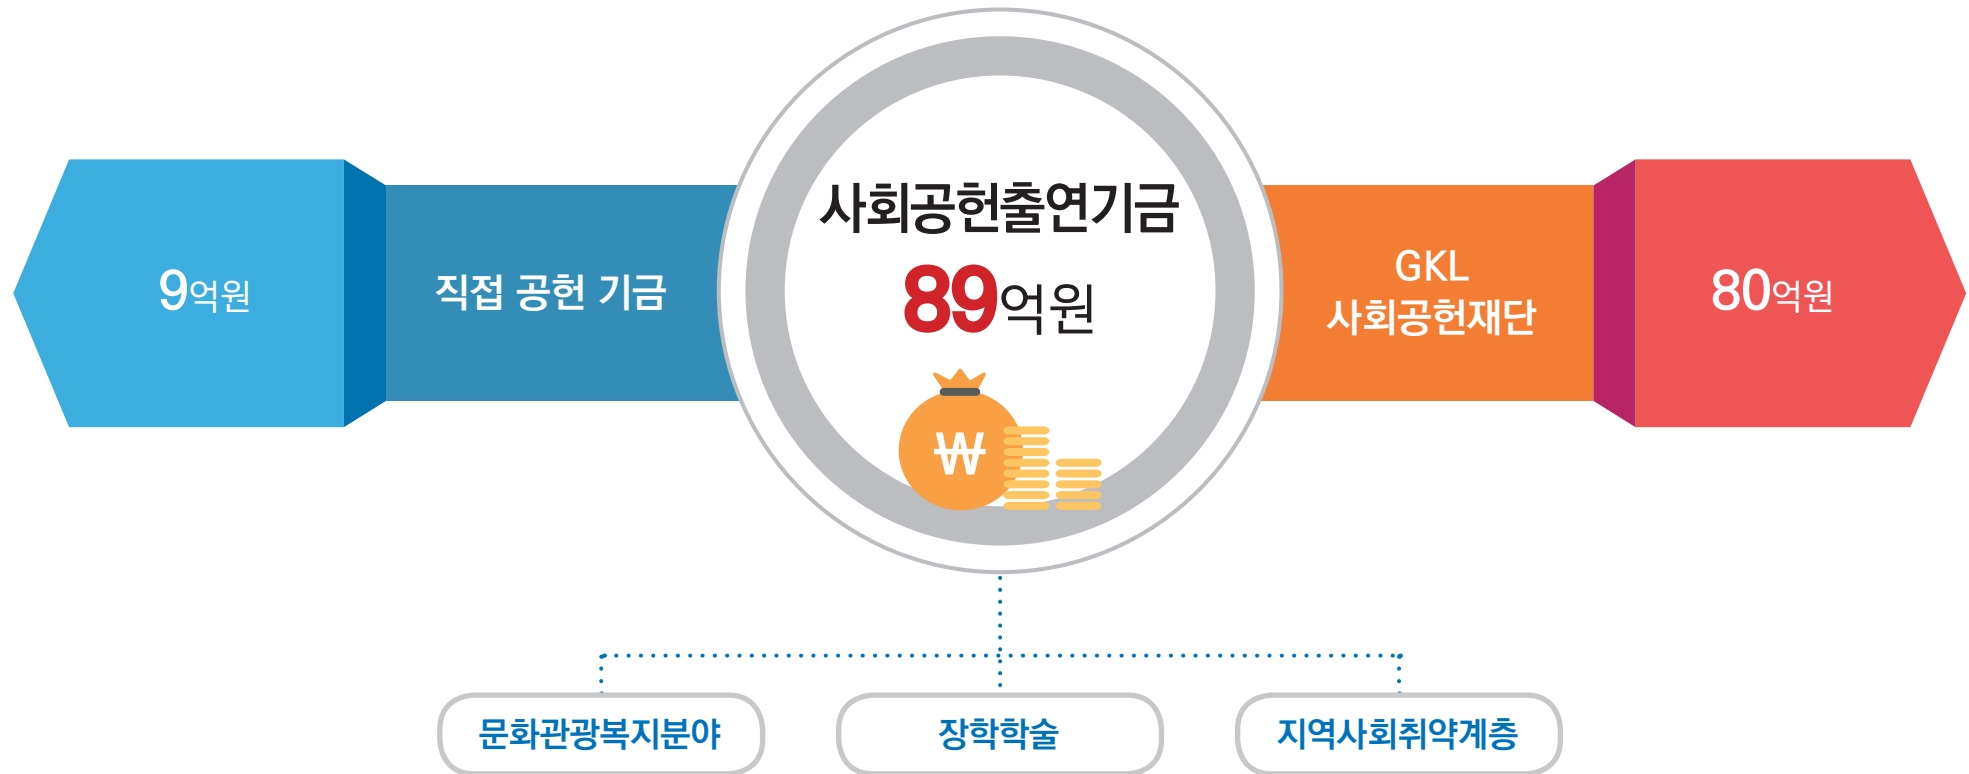 사회공헌출연기금
89억원
₩
9억원
직접 공헌 기금
GKL
사회공헌재단
80억원
문화관광복지분야
장학학술
지역사회취약계층